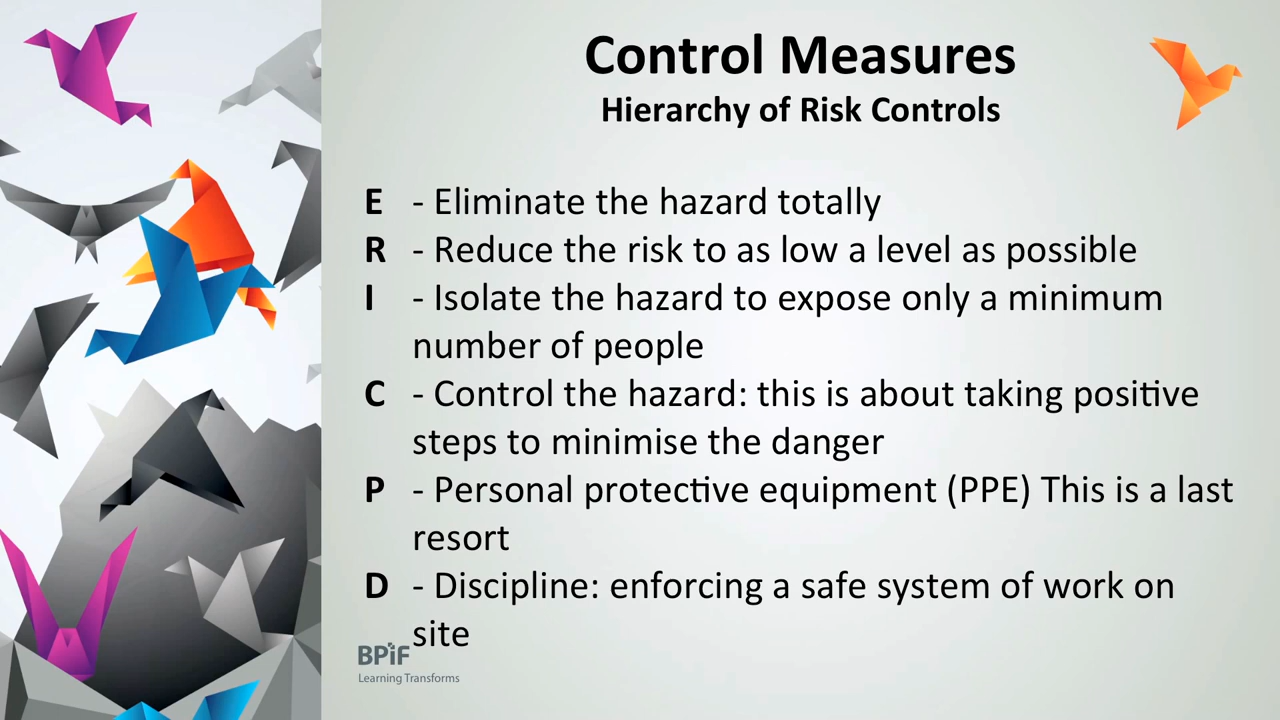 Control Measures
Hierarchy of Risk Controls
E - Eliminate the hazard totally
R - Reduce the risk to as low a level as possible
I - Isolate the hazard to expose only a minimum
number of people
C - Control the hazard: this is about taking positive
steps to minimise the danger
P - Personal protective equipment (PPE) This is a last
resort
D - Discipline: enforcing a safe system of work on
site
BPiF
Learning Transforms